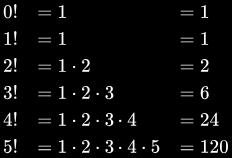 0! = 1 = 1
1! = 1 = 1
2! = 1 · 2 = 2
3! = 1 · 2 · 3 = 6
4! = 1 · 2 · 3 · 4 = 24
5! = 1 · 2 · 3 · 4 · 5 = 120